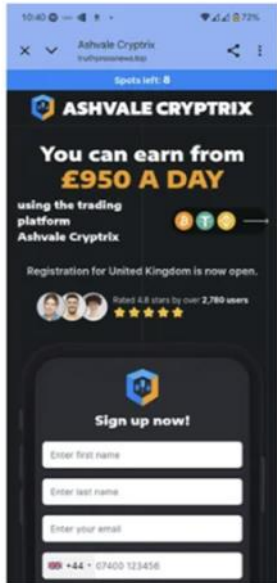 10:40
72%
Ashvale Cryptrix
truthpressnews.top
Spots left: 8
ASHVALE CRYPTRIX
You can earn from
£950 A DAY
using the trading
platform
Ashvale Cryptrix
Registration for United Kingdom is now open.
Rated 4.8 stars by over 2,780 users
Sign up now!
Enter first name
Enter last name
Enter your email
+44 07400 123456